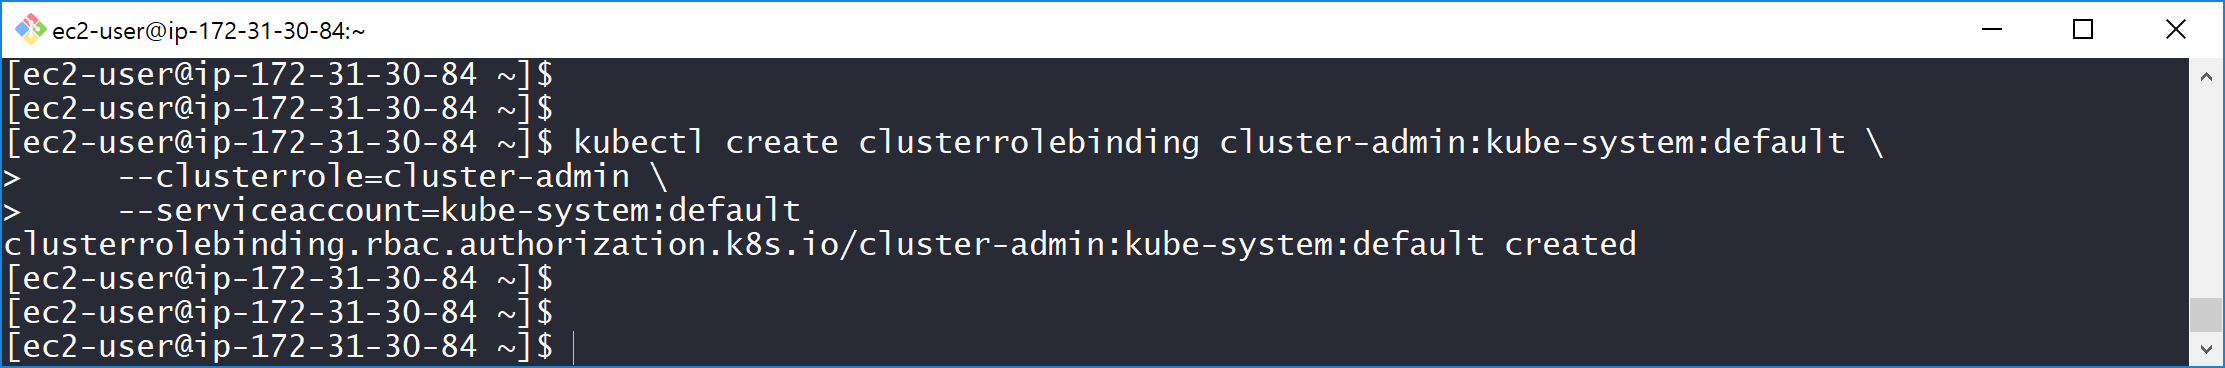 ec2-user@ip-172-31-30-84:~
[ec2-user@ip-172-31-30-84 ~]$
[ec2-user@ip-172-31-30-84 ~]$
[ec2-user@ip-172-31-30-84 ~]$ kubectl create clusterrolebinding cluster-admin:kube-system:default \
>     --clusterrole=cluster-admin \
>     --serviceaccount=kube-system:default
clusterrolebinding.rbac.authorization.k8s.io/cluster-admin:kube-system:default created
[ec2-user@ip-172-31-30-84 ~]$
[ec2-user@ip-172-31-30-84 ~]$
[ec2-user@ip-172-31-30-84 ~]$